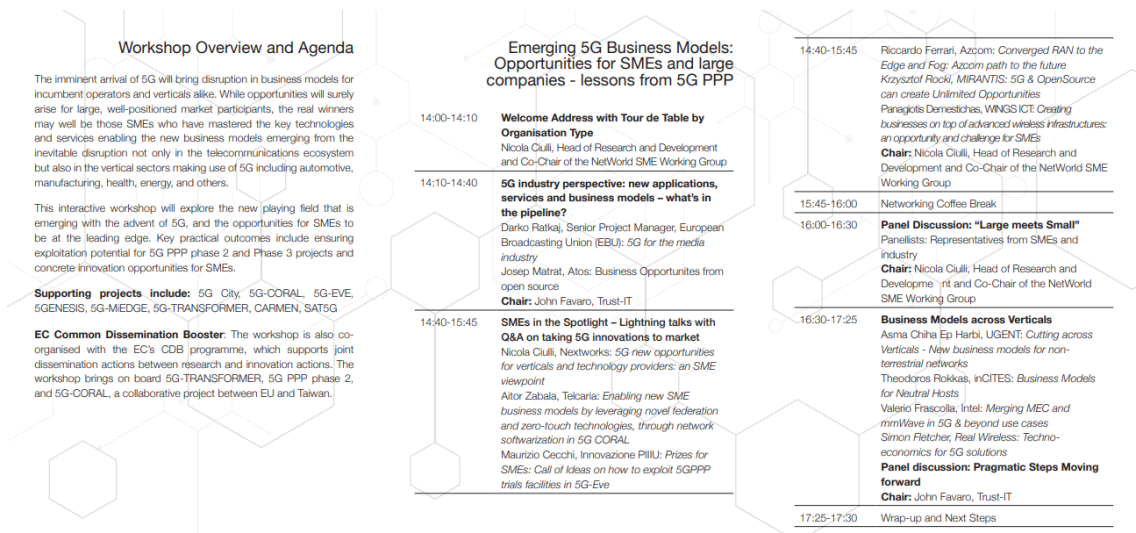 Workshop Overview and Agenda
The imminent arrival of 5G will bring disruption in business models for
incumbent operators and verticals alike. While opportunities will surely
arise for large, well-positioned market participants, the real winners
may well be those SMEs who have mastered the key technologies
and services enabling the new business models emerging from the
inevitable disruption not only in the telecommunications ecosystem
but also in the vertical sectors making use of 5G including automotive,
manufacturing, health, energy, and others.
This interactive workshop will explore the new playing field that is
emerging with the advent of 5G, and the opportunities for SMEs to
be at the leading edge. Key practical outcomes include ensuring
exploitation potential for 5G PPP phase 2 and Phase 3 projects and
concrete innovation opportunities for SMEs.
Supporting projects include: 5G City, 5G-CORAL, 5G-EVE,
5GENESIS, 5G-MiEDGE, 5G-TRANSFORMER, CARMEN, SAT5G
EC Common Dissemination Booster: The workshop is also co-
organised with the EC's CDB programme, which supports joint
dissemination actions between research and innovation actions. The
workshop brings on board 5G-TRANSFORMER, 5G PPP phase 2,
and 5G-CORAL, a collaborative project between EU and Taiwan.
Emerging 5G Business Models:
Opportunities for SMEs and large
companies - lessons from 5G PPP
14:00-14:10 Welcome Address with Tour de Table by
Organisation Type
Nicola Ciulli, Head of Research and Development
and Co-Chair of the NetWorld SME Working Group
14:10-14:40 5G industry perspective: new applications,
services and business models – what's in
the pipeline?
Darko Ratkaj, Senior Project Manager, European
Broadcasting Union (EBU): 5G for the media
industry
Josep Matrat, Atos: Business Opportunites from
open source
Chair: John Favaro, Trust-IT
14:40-15:45 SMEs in the Spotlight – Lightning talks with
Q&A on taking 5G innovations to market
Nicola Ciulli, Nextworks: 5G new opportunities
for verticals and technology providers: an SME
viewpoint
Aitor Zabala, Telcaria: Enabling new SME
business models by leveraging novel federation
and zero-touch technologies, through network
softwarization in 5G CORAL
Maurizio Cecchi, Innovazione PIIIU: Prizes for
SMEs: Call of Ideas on how to exploit 5GPPP
trials facilities in 5G-Eve
14:40-15:45 Riccardo Ferrari, Azcom: Converged RAN to the
Edge and Fog: Azcom path to the future
Krzysztof Rocki, MIRANTIS: 5G & OpenSource
can create Unlimited Opportunities
Panagiotis Demestichas, WINGS ICT: Creating
businesses on top of advanced wireless infrastructures:
an opportunity and challenge for SMEs
Chair: Nicola Ciulli, Head of Research and
Development and Co-Chair of the NetWorld SME
Working Group
15:45-16:00 Networking Coffee Break
16:00-16:30 Panel Discussion: “Large meets Small”
Panellists: Representatives from SMEs and
industry
Chair: Nicola Ciulli, Head of Research and
Developme nt and Co-Chair of the NetWorld
SME Working Group
16:30-17:25 Business Models across Verticals
Asma Chiha Ep Harbi, UGENT: Cutting across
Verticals - New business models for non-
terrestrial networks
Theodoros Rokkas, inCITES: Business Models
for Neutral Hosts
Valerio Frascolla, Intel: Merging MEC and
mmWave in 5G & beyond use cases
Simon Fletcher, Real Wireless: Techno-
economics for 5G solutions
Panel discussion: Pragmatic Steps Moving
forward
Chair: John Favaro, Trust-IT
17:25-17:30 Wrap-up and Next Steps